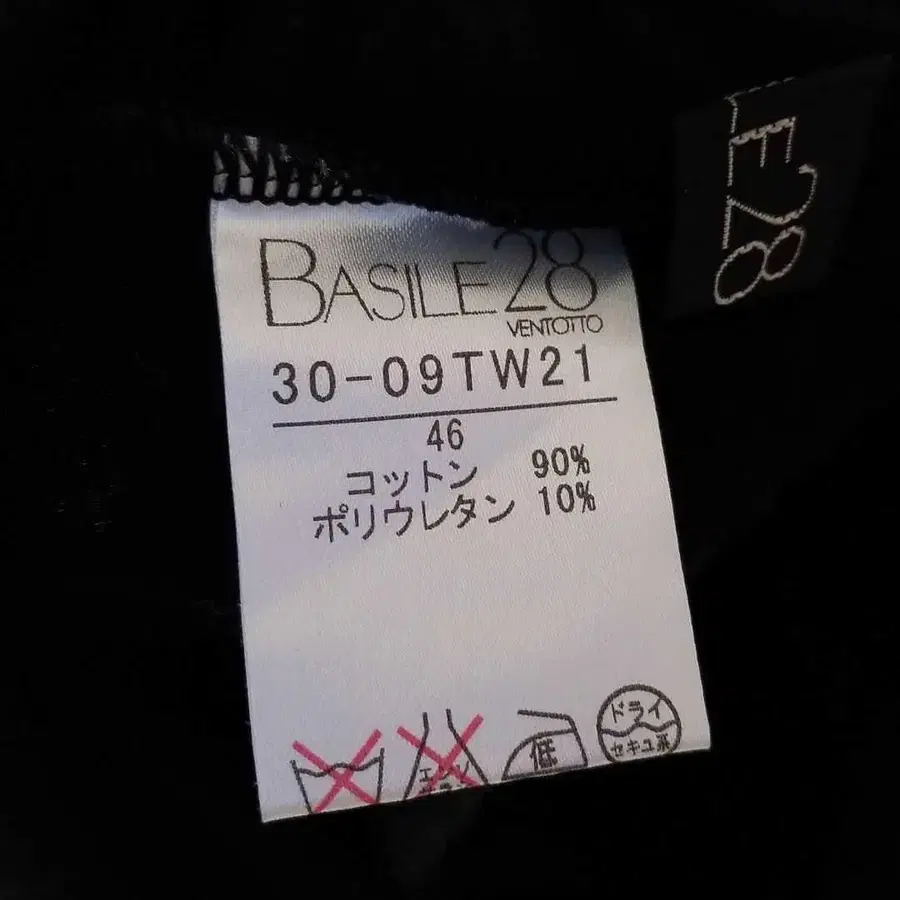 BASILE28
VENTOTTO
30-09TW21
46
コットン 90%
ポリウレタン 10%
低
ドライ
セキユ系
LE28